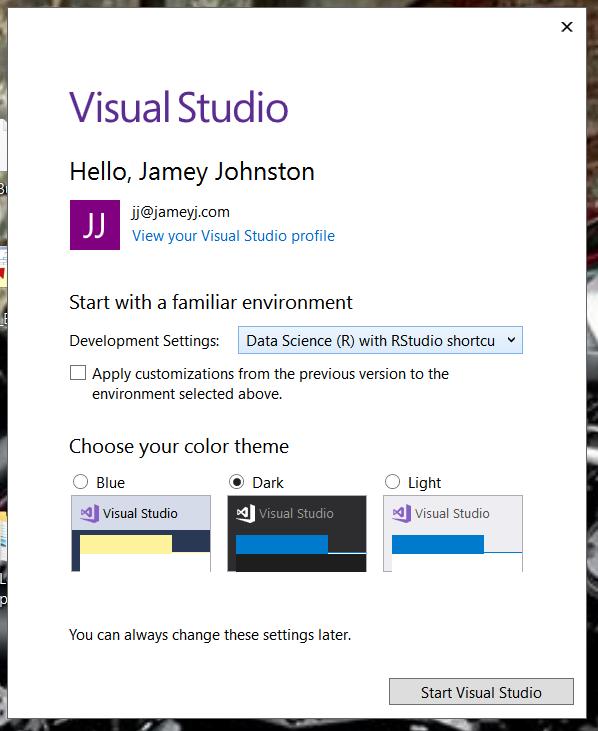 Visual Studio
Hello, Jamey Johnston
JJ
jj@jameyj.com
View your Visual Studio profile
Start with a familiar environment
Development Settings:
Data Science (R) with RStudio shortcu
Apply customizations from the previous version to the
environment selected above.
Choose your color theme
Blue
Dark
Light
Visual Studio
Visual Studio
Visual Studio
You can always change these settings later.
Start Visual Studio